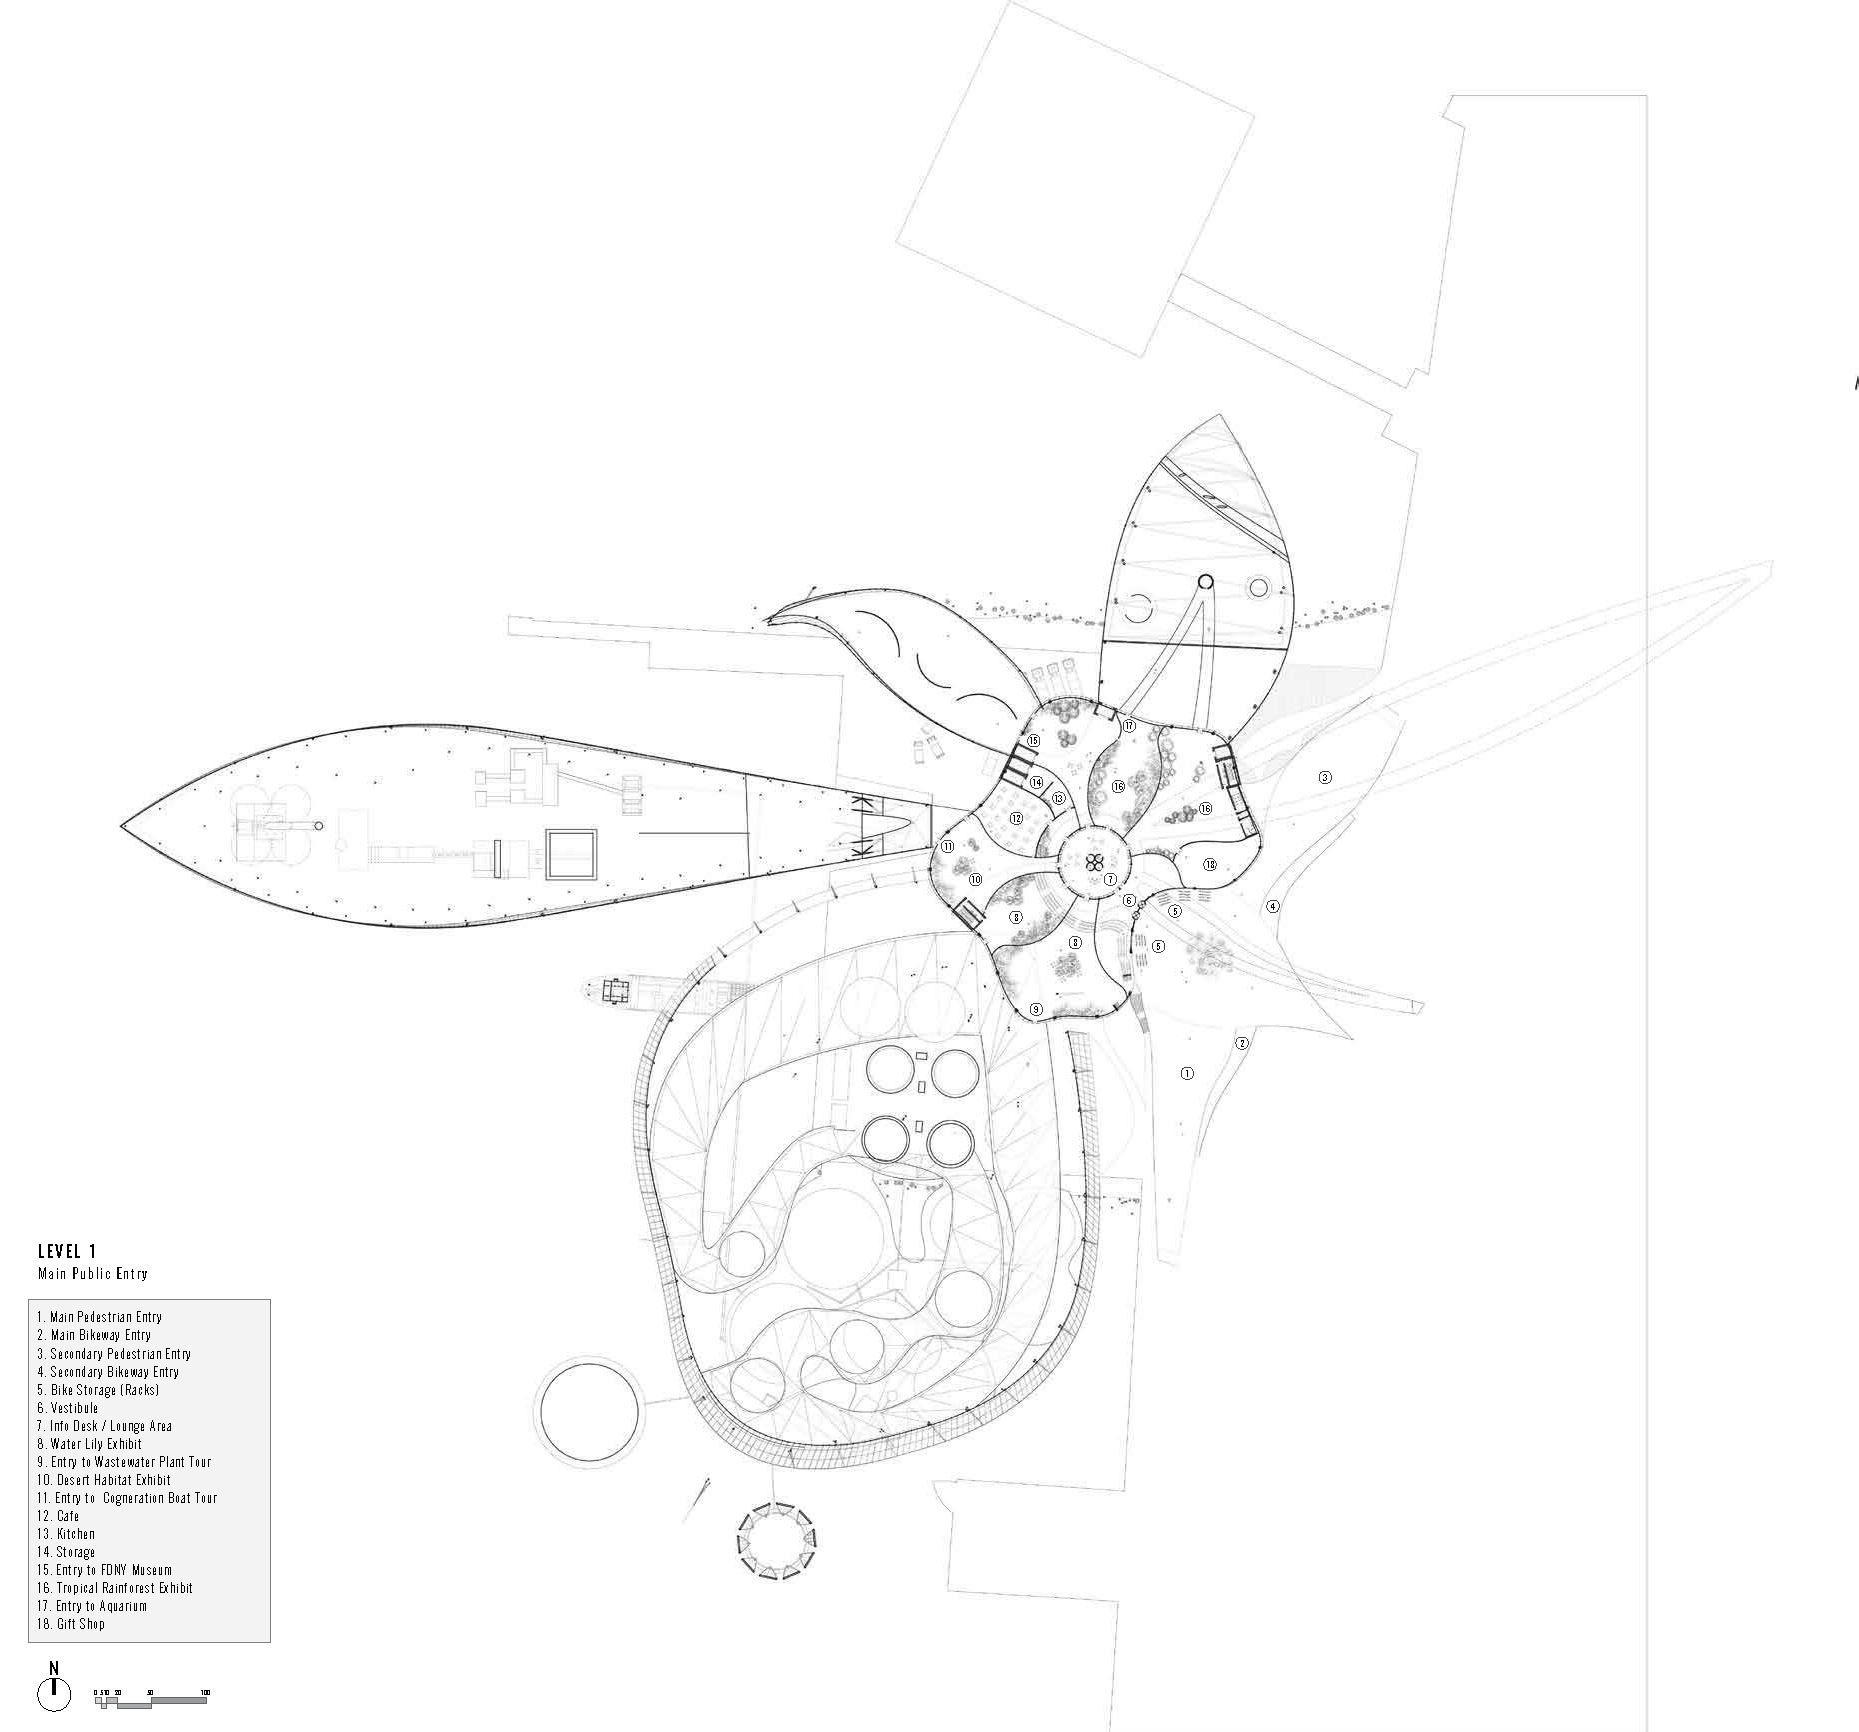 17
15
3
14
16
13
16
12
11
18
10
7
6
4
5
8
8
5
9
2
1
LEVEL 1
Main Public Entry
1. Main Pedestrian Entry
2. Main Bikeway Entry
3. Secondary Pedestrian Entry
4. Secondary Bikeway Entry
5. Bike Storage (Racks)
6. Vestibule
7. Info Desk / Lounge Area
8. Water Lily Exhibit
9. Entry to Wastewater Plant Tour
10. Desert Habitat Exhibit
11. Entry to Cogneration Boat Tour
12. Cafe
13. Kitchen
14. Storage
15. Entry to FDNY Museum
16. Tropical Rainforest Exhibit
17. Entry to Aquarium
18. Gift Shop
N
0 5 10 20 50 100